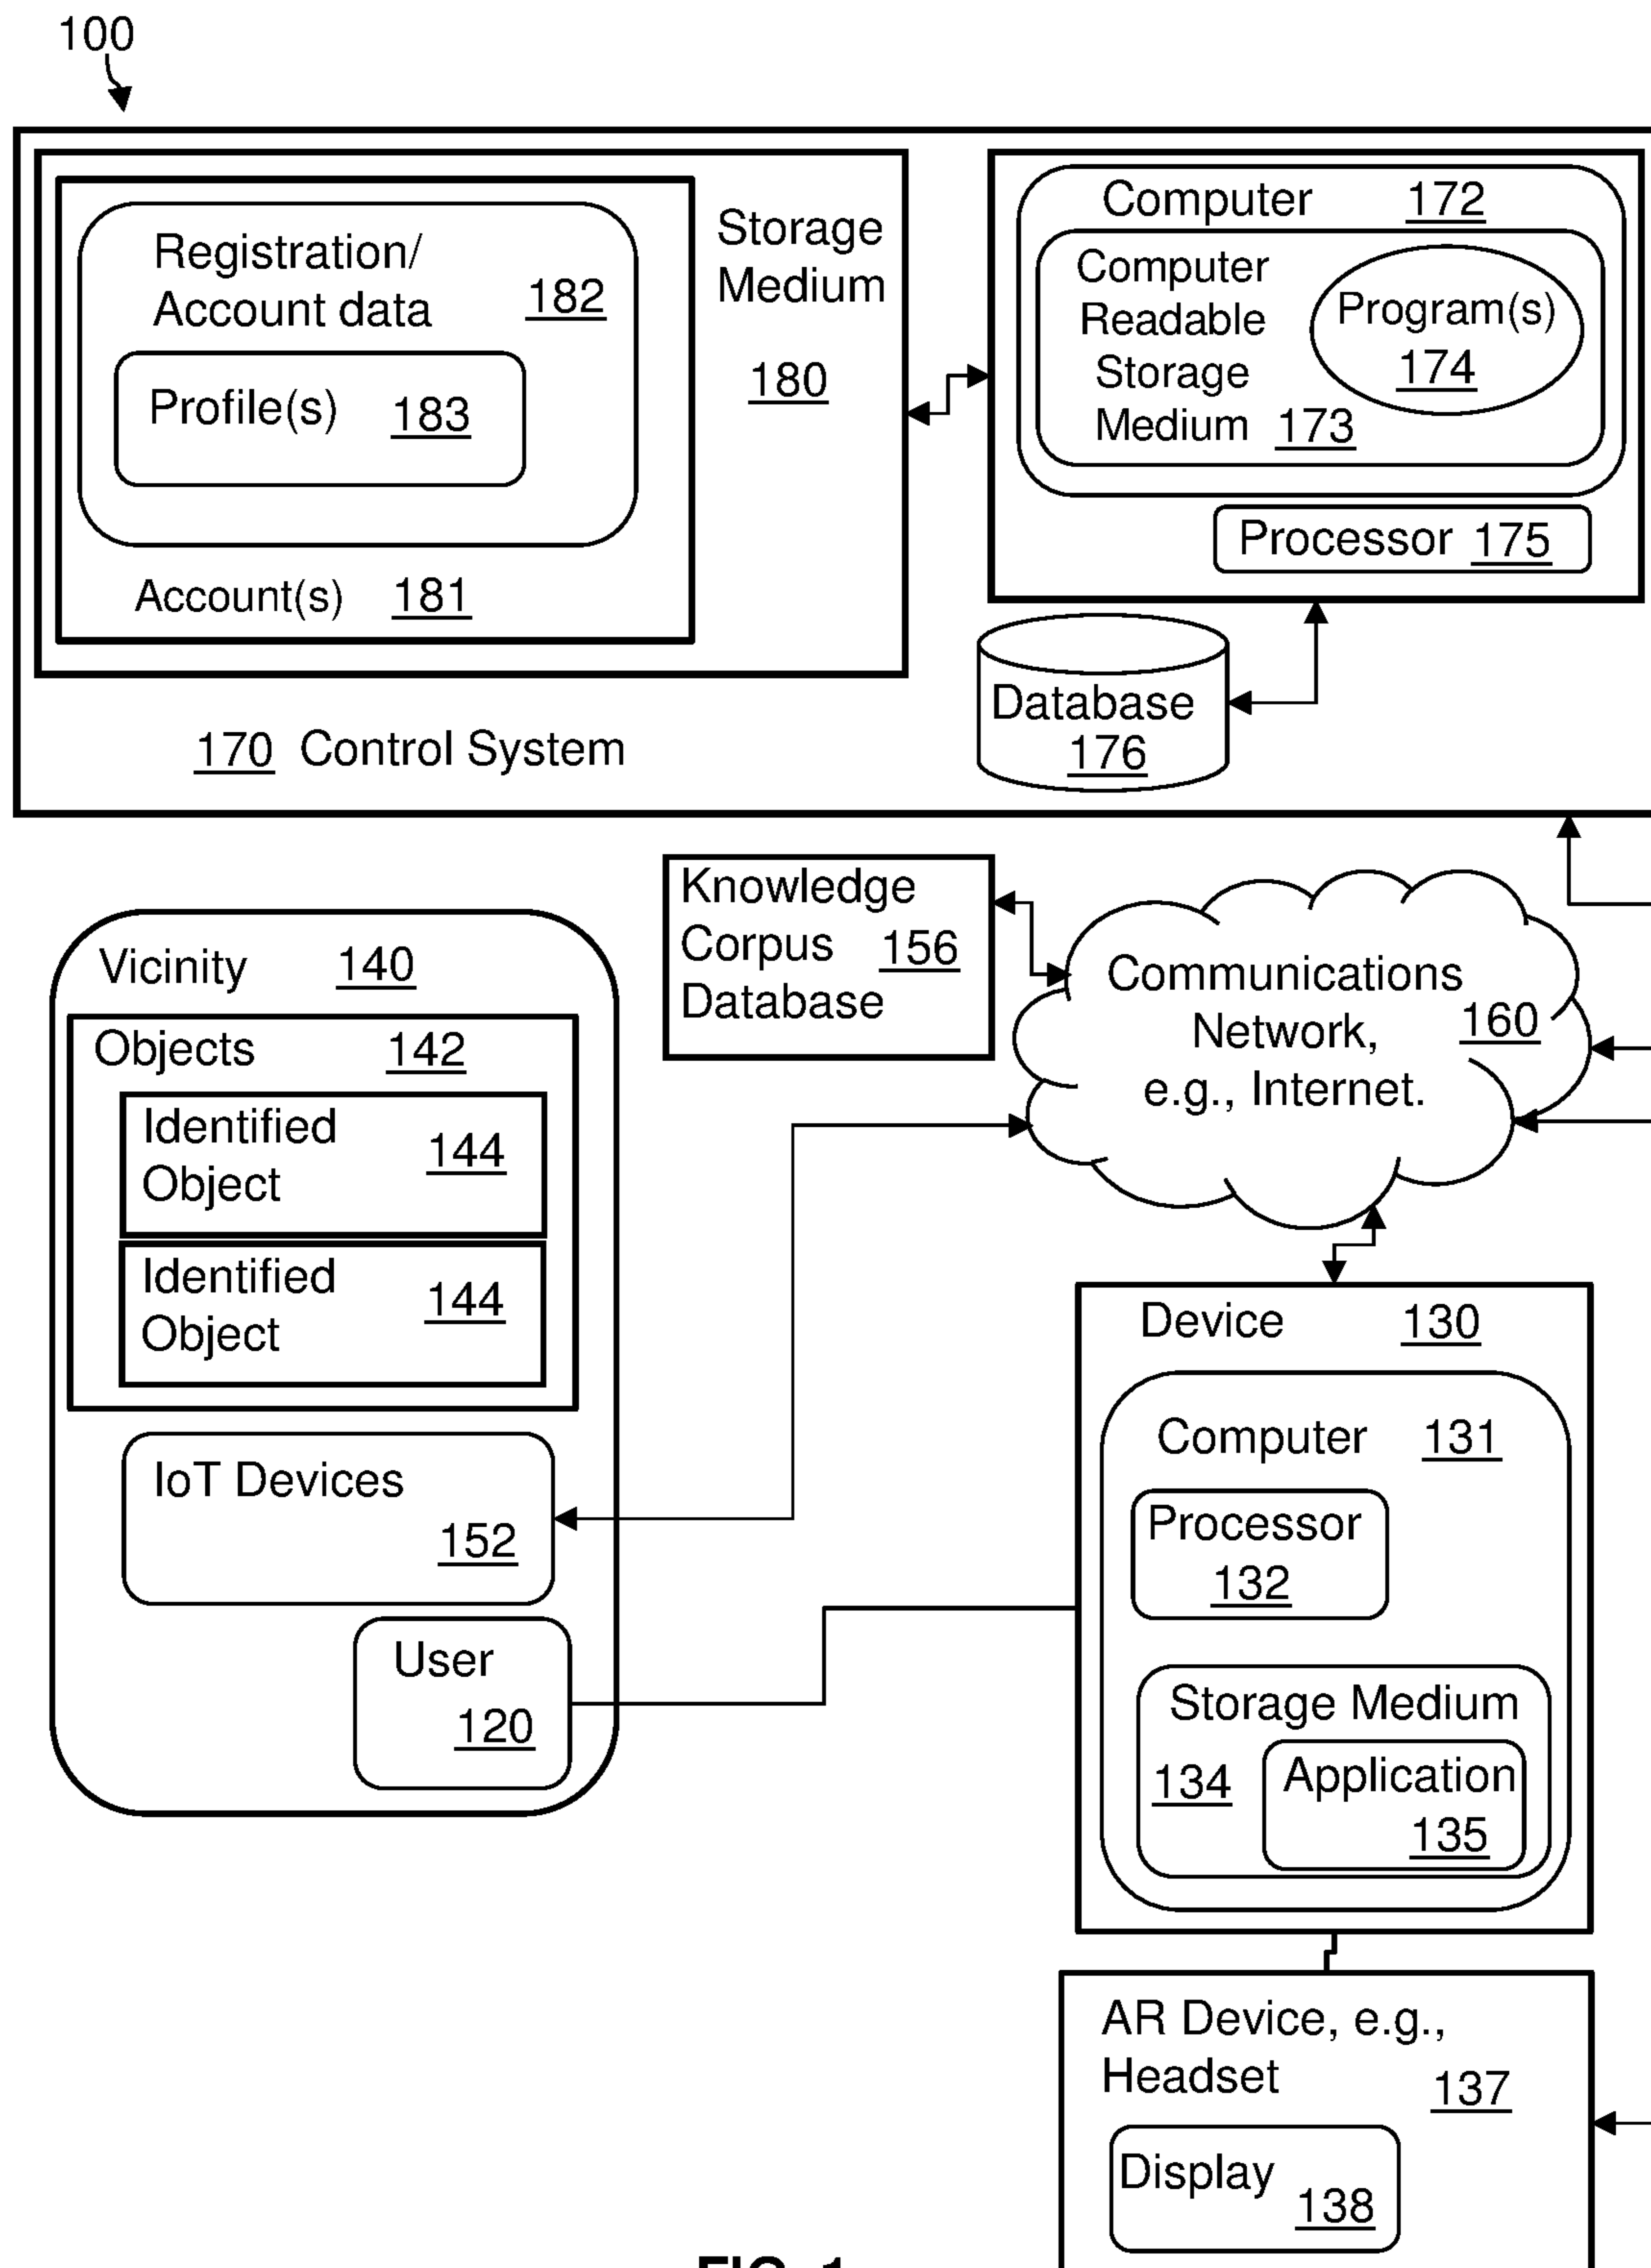 100
Registration/
Account data 182
Profile(s) 183
Account(s) 181
Storage
Medium
180
Computer 172
Computer
Readable
Storage
Medium 173
Program(s)
174
Processor 175
Database
176
170 Control System
Knowledge
Corpus 156
Database
Communications
Network, 160
e.g., Internet.
Vicinity 140
Objects 142
Identified
Object 144
Identified
Object 144
IoT Devices
152
User
120
Device 130
Computer 131
Processor
132
Storage Medium
134
Application
135
AR Device, e.g.,
Headset 137
Display
138
FIG. 1